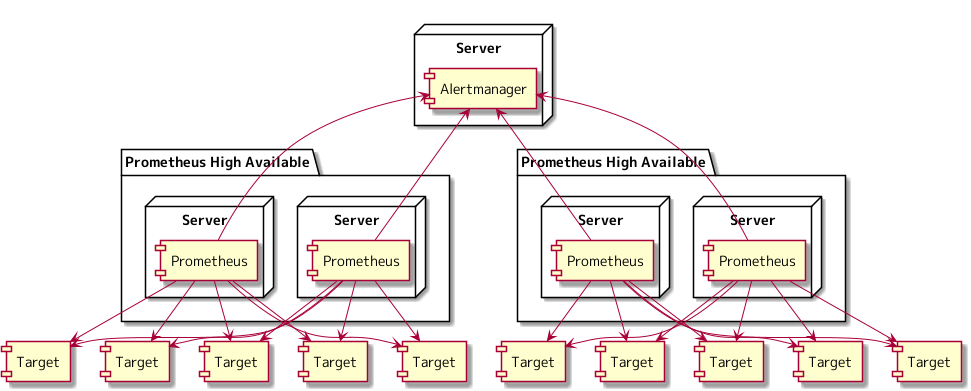 Server
Alertmanager
Prometheus High Available
Prometheus High Available
Server
Server
Server
Server
Prometheus
Prometheus
Prometheus
Prometheus
Target
Target
Target
Target
Target
Target
Target
Target
Target
Target